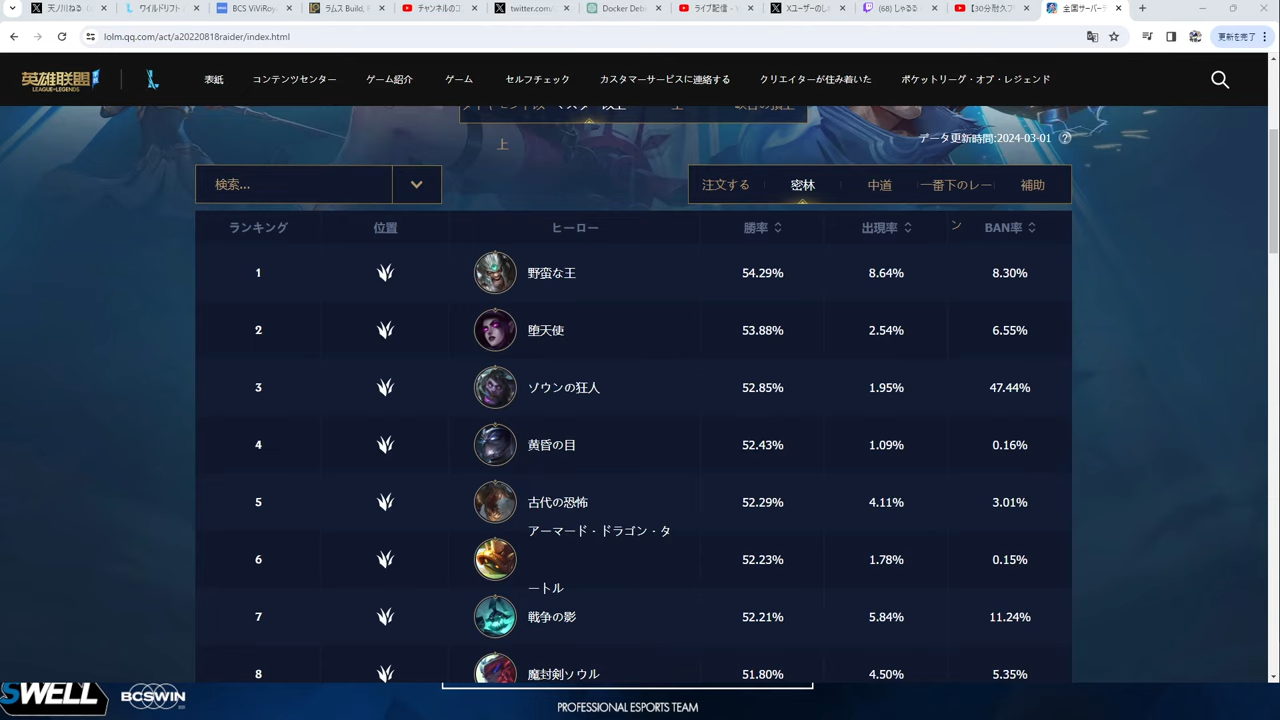 天ノ川ねる
ワイルドリフト
BCS ViViRoya
ラムス Build, R
チャンネルのコ
twitter.com/
Docker Deb
ライブ配信 -
Xユーザーのし
(68) しゃるる
【30分耐久ブ
全国サーバーテ
lolm.qq.com/act/a20220818raider/index.html
更新を完了
英雄联盟
LEAGUE OF LEGENDS
表紙 コンテンツセンター ゲーム紹介 ゲーム セルフチェック カスタマーサービスに連絡する クリエイターが住み着いた ポケットリーグ・オブ・レジェンド
データ更新時間:2024-03-01
上
検索...
注文する 密林 中道 一番下のレーン 補助
ランキング 位置 ヒーロー 勝率 出現率 BAN率
1 野蛮な王 54.29% 8.64% 8.30%
2 堕天使 53.88% 2.54% 6.55%
3 ゾウンの狂人 52.85% 1.95% 47.44%
4 黄昏の目 52.43% 1.09% 0.16%
5 古代の恐怖 52.29% 4.11% 3.01%
6 アーマード・ドラゴン・タ
ートル 52.23% 1.78% 0.15%
7 戦争の影 52.21% 5.84% 11.24%
8 魔封剣ソウル 51.80% 4.50% 5.35%
SWELL
BCSWIN
PROFESSIONAL ESPORTS TEAM